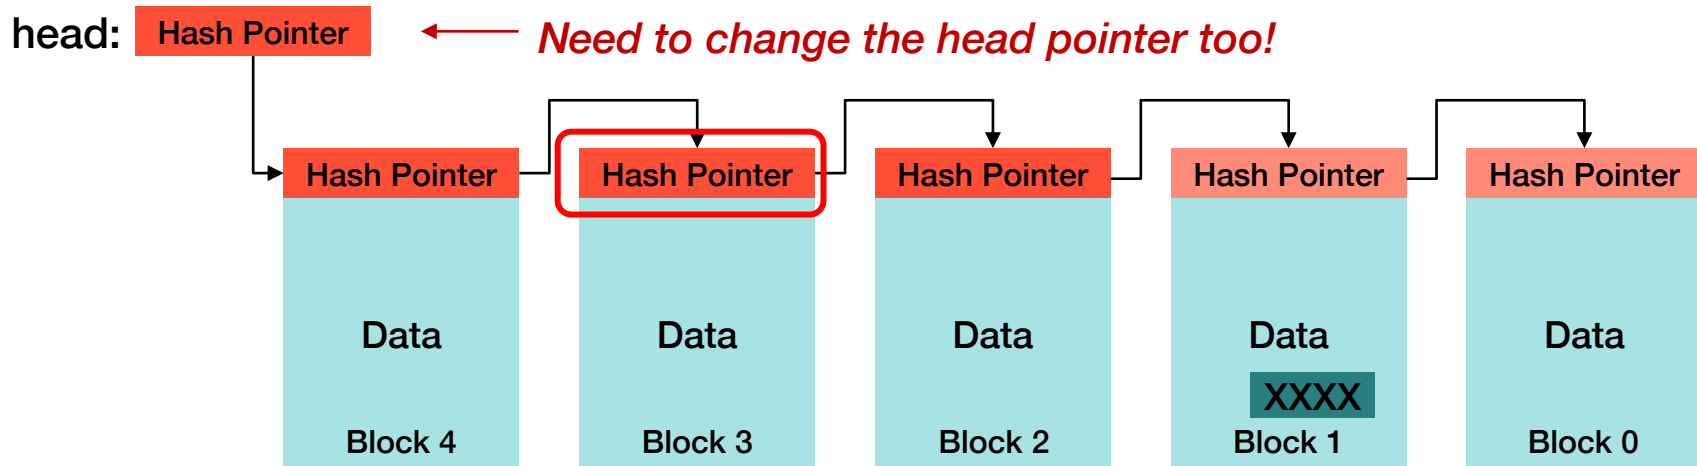 head: Hash Pointer Need to change the head pointer too!
Hash Pointer Hash Pointer Hash Pointer Hash Pointer Hash Pointer
Data Data Data Data Data
XXXX
Block 4 Block 3 Block 2 Block 1 Block 0